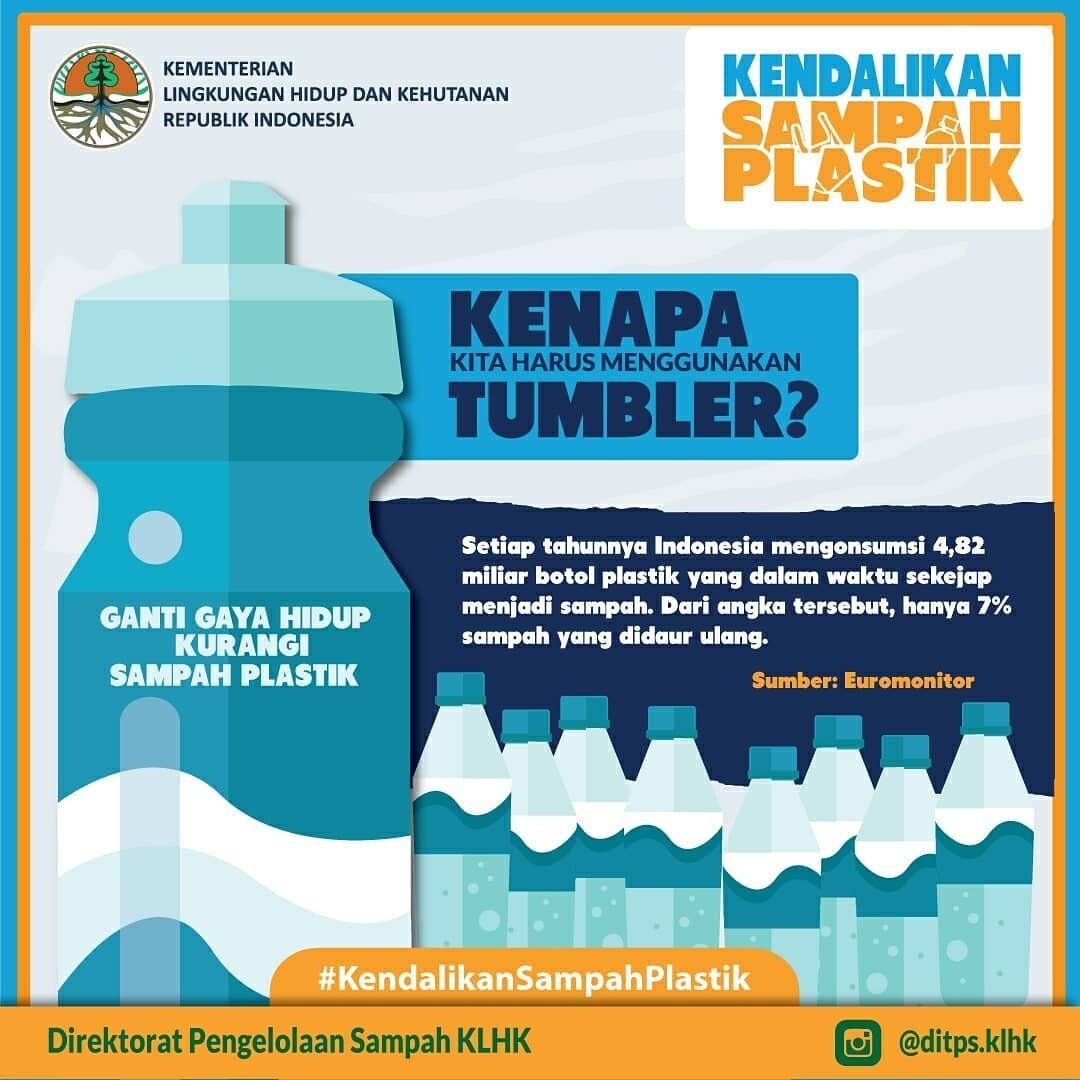 KEMENTERIAN
LINGKUNGAN HIDUP DAN KEHUTANAN
REPUBLIK INDONESIA
KENDALIKAN
SAMPAH
PLASTIK
KENAPA
KITA HARUS MENGGUNAKAN
TUMBLER?
Setiap tahunnya Indonesia mengonsumsi 4,82
miliar botol plastik yang dalam waktu sekejap
menjadi sampah. Dari angka tersebut, hanya 7%
sampah yang didaur ulang.
Sumber: Euromonitor
GANTI GAYA HIDUP
KURANGI
SAMPAH PLASTIK
#KendalikanSampahPlastik
Direktorat Pengelolaan Sampah KLHK
@ditps.klhk